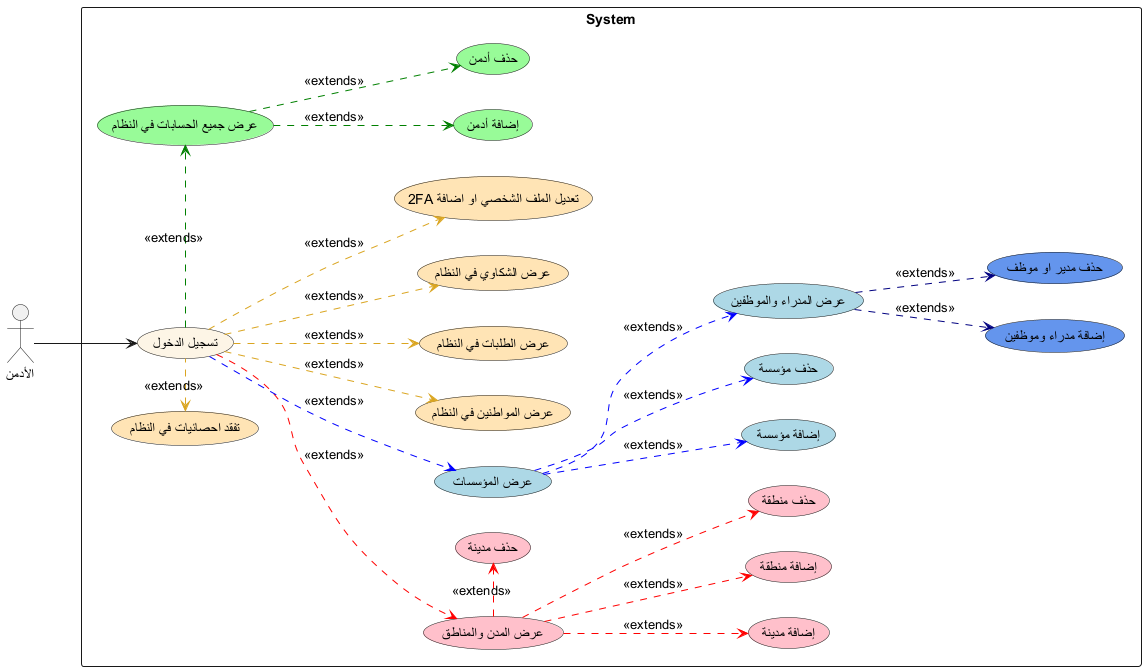 System
حذف أدمن
«extends»
عرض جميع الحسابات في النظام
«extends»
إضافة أدمن
تعديل الملف الشخصي او اضافة 2FA
«extends»
«extends»
عرض الشكاوي في النظام
«extends»
حذف مدير او موظف
«extends»
عرض المدراء والموظفين
«extends»
«extends»
إضافة مدراء وموظفين
تسجيل الدخول
«extends»
عرض الطلبات في النظام
«extends»
الأدمن
«extends»
«extends»
حذف مؤسسة
«extends»
عرض المواطنين في النظام
«extends»
تفقد احصائيات في النظام
إضافة مؤسسة
«extends»
«extends»
عرض المؤسسات
حذف منطقة
«extends»
حذف مدينة
إضافة منطقة
«extends»
«extends»
عرض المدن والمناطق
«extends»
إضافة مدينة